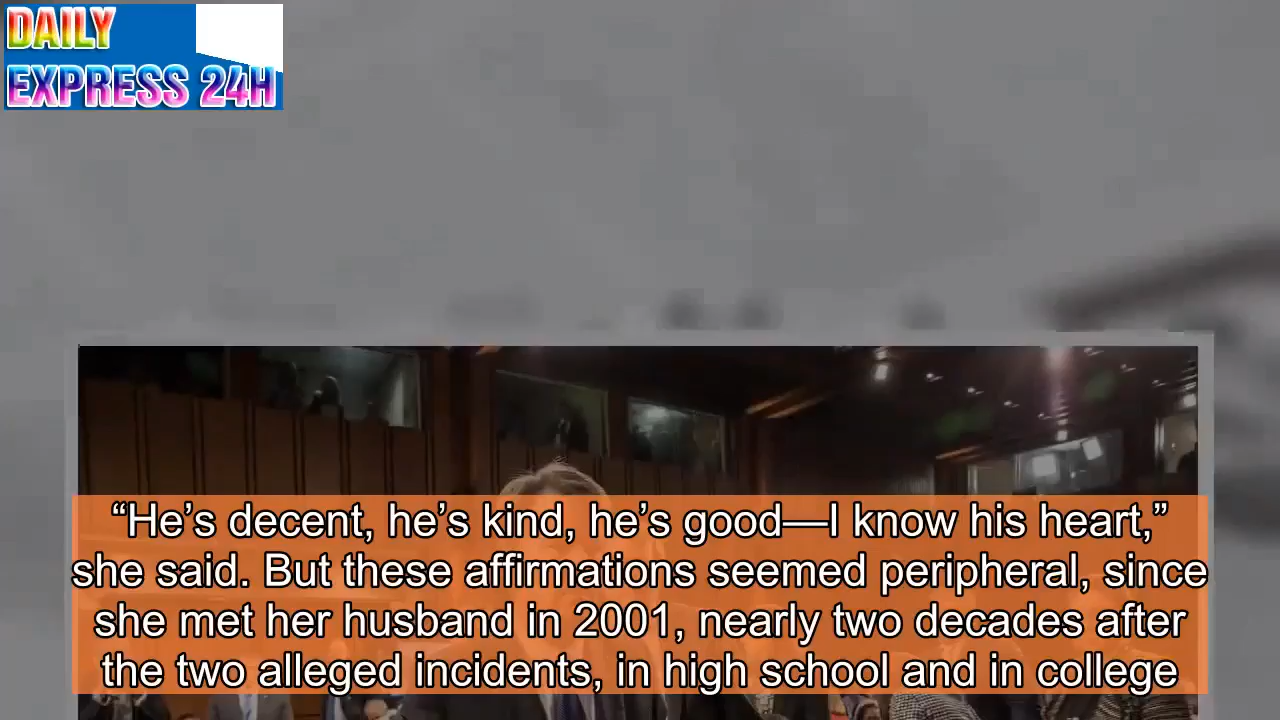 DAILY
EXPRESS 24H
“He’s decent, he’s kind, he’s good—I know his heart,”
she said. But these affirmations seemed peripheral, since
she met her husband in 2001, nearly two decades after
the two alleged incidents, in high school and in college